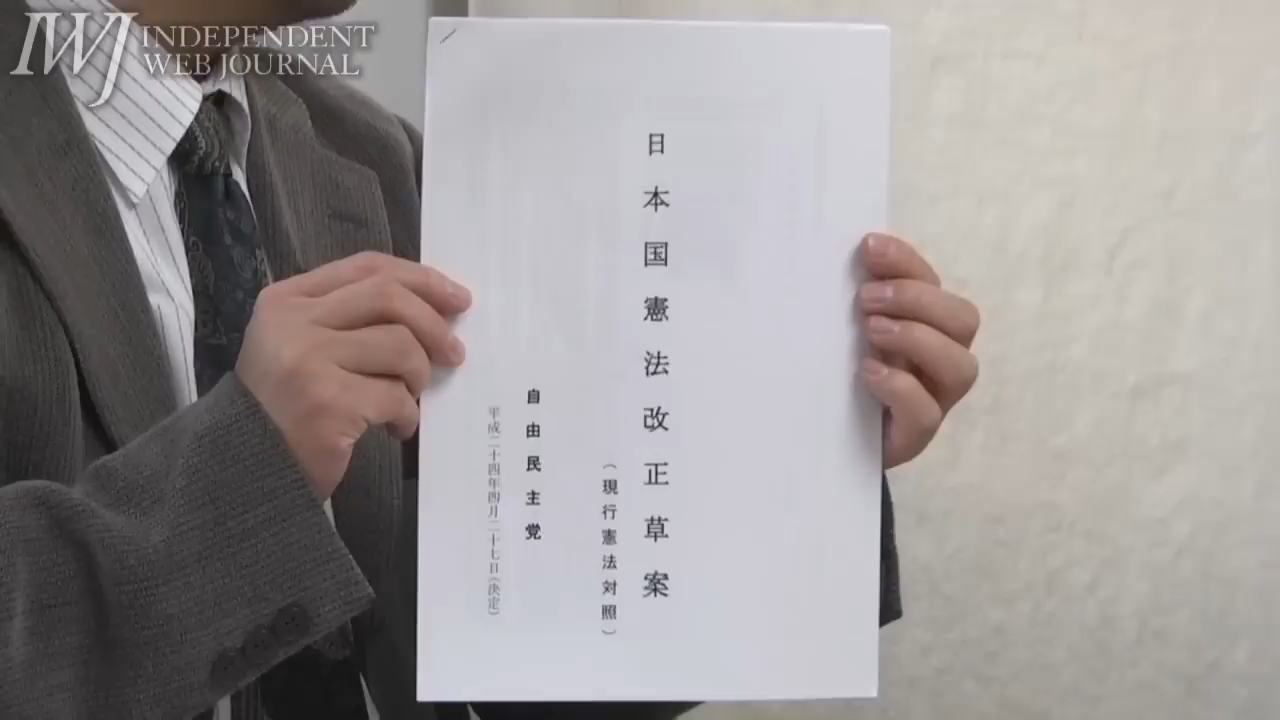 IWJ INDEPENDENT
WEB JOURNAL
日本国憲法改正草案
（現行憲法対照）
自由民主党
平成二十四年四月二十七日（決定）